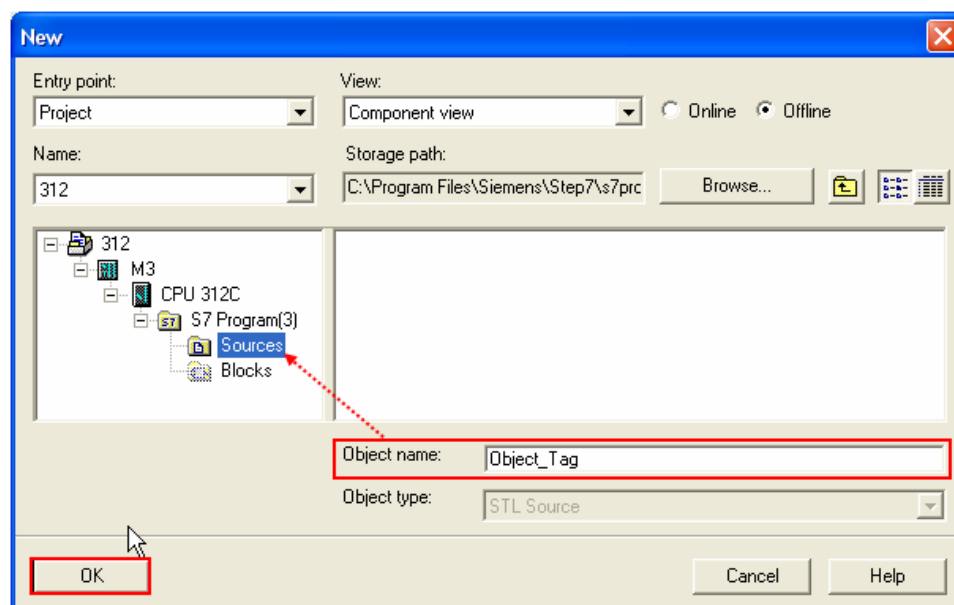 New
Entry point:
View:
Project
Component view
Online
Offline
Name:
Storage path:
312
C:\Program Files\Siemens\Step7\s7prc
Browse...
312
M3
CPU 312C
S7 Program(3)
Sources
Blocks
Object name:
Object_Tag
Object type:
STL Source
OK
Cancel
Help